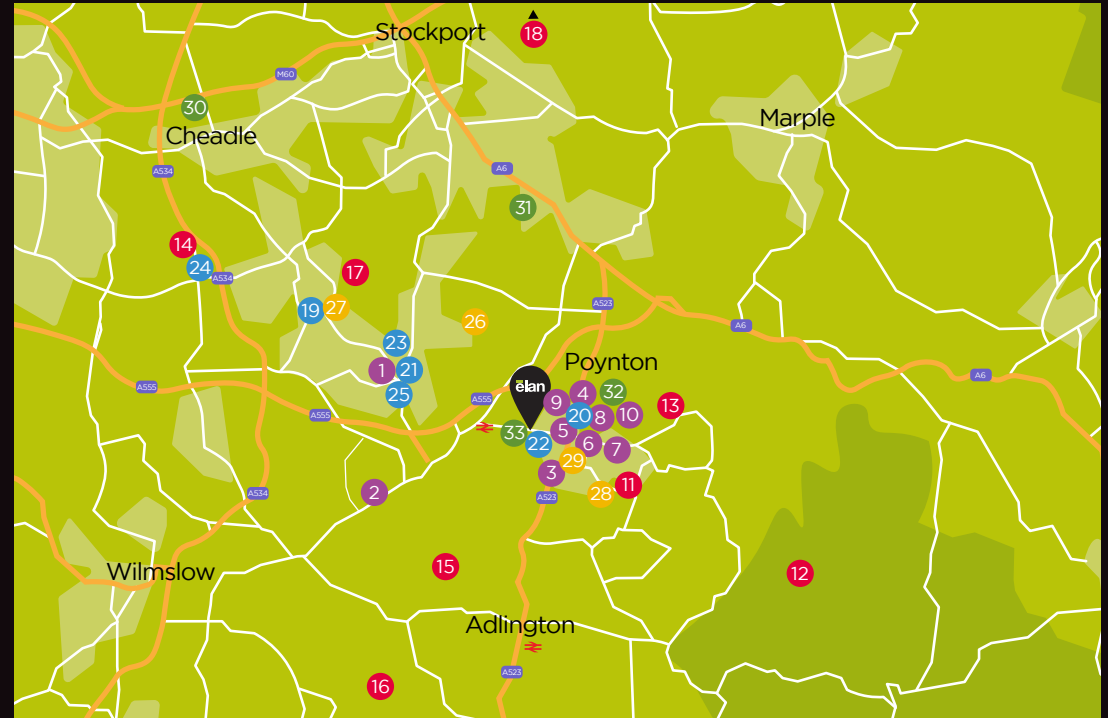 Stockport
18
M60
30
Marple
Cheadle
A6
A534
31
14
24
17
A534
19
27
A523
26
A6
23
Poynton
1
21
A6
25
A555
élan
4
32
A555
9
20
8
10
13
A555
33
22
5
6
7
29
3
2
A534
28
11
A523
15
12
Wilmslow
Adlington
A523
16